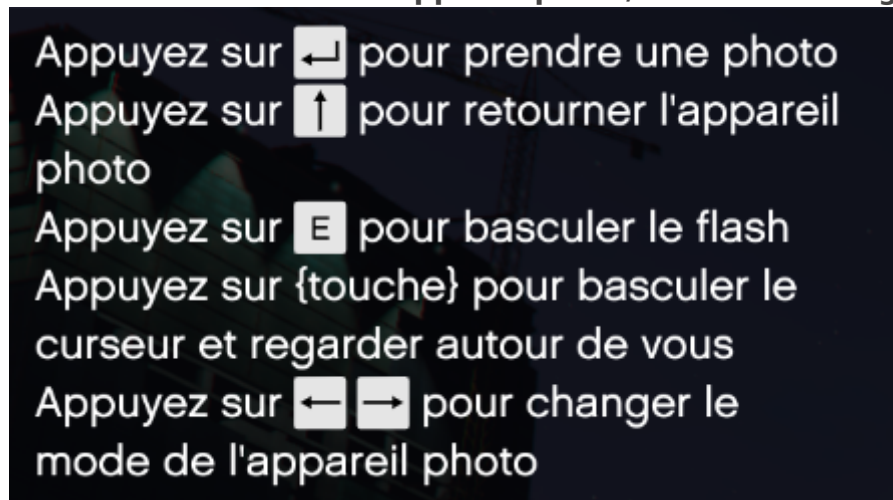 Appuyez sur ↵ pour prendre une photo
Appuyez sur ↑ pour retourner l'appareil
photo
Appuyez sur E pour basculer le flash
Appuyez sur {touche} pour basculer le
curseur et regarder autour de vous
Appuyez sur ← → pour changer le
mode de l'appareil photo